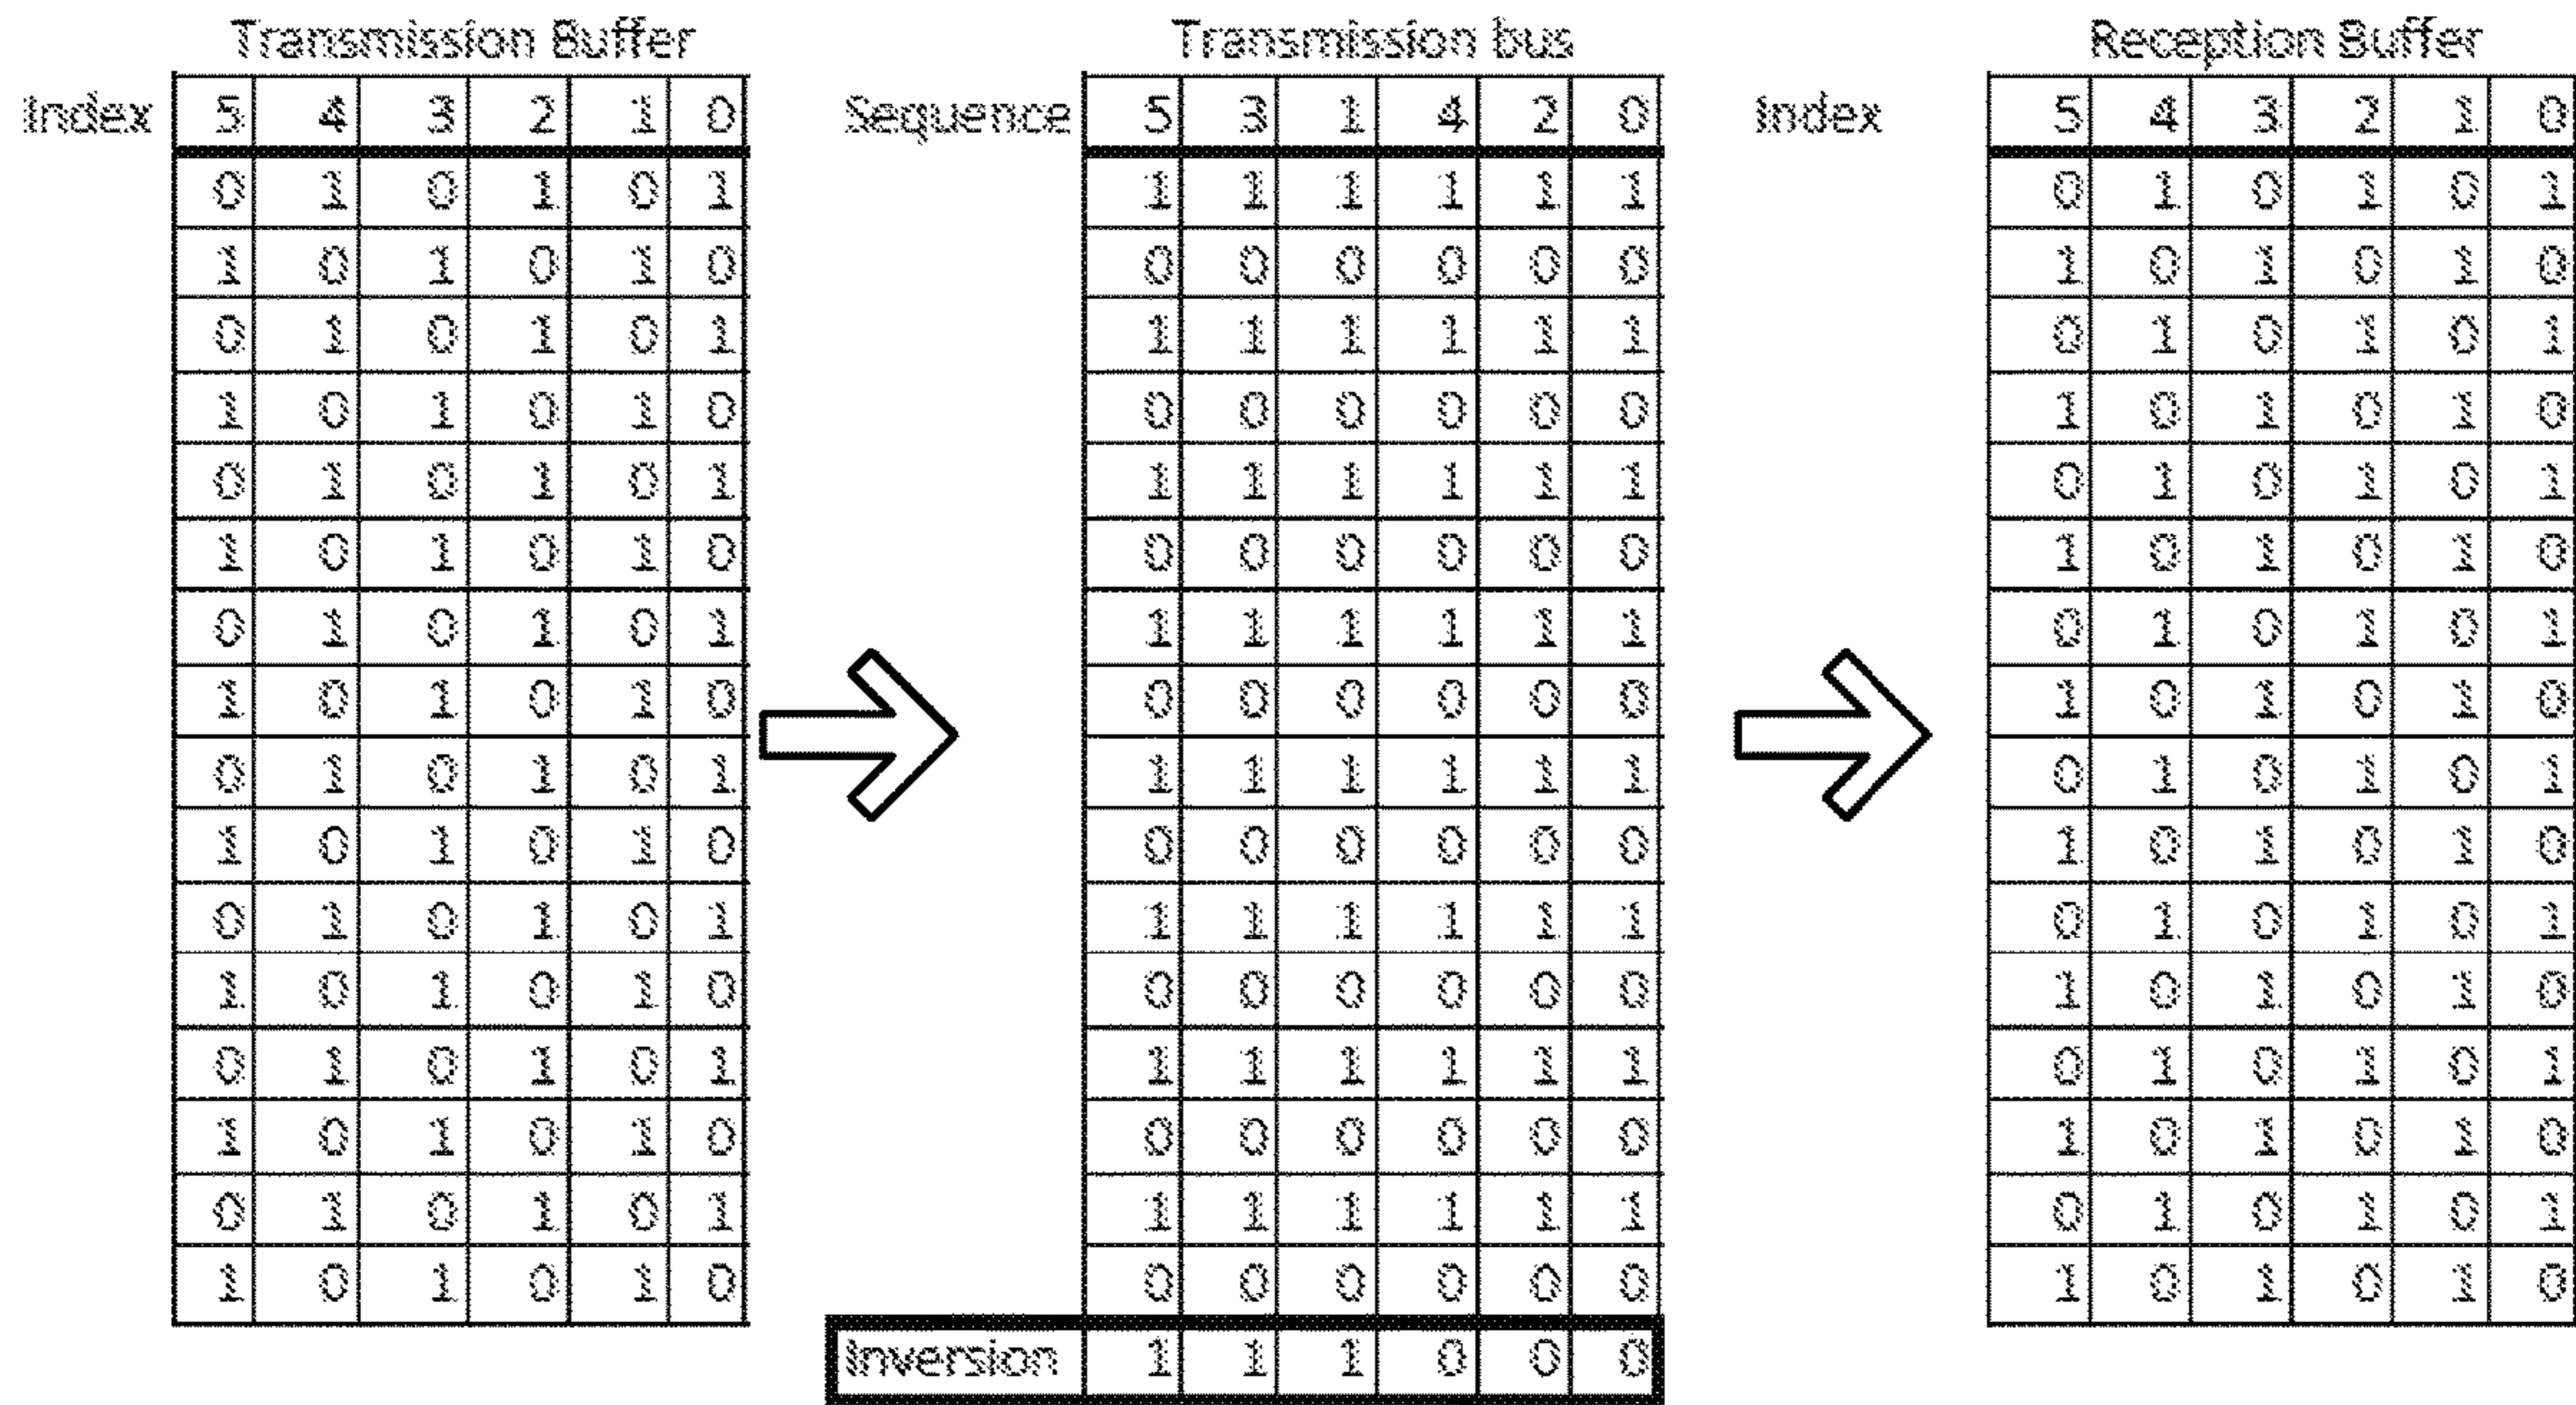 Transmission Buffer Transmission bus Reception Buffer
Index 5 4 3 2 1 0 Sequence 5 3 1 4 2 0 Index 5 4 3 2 1 0
0 1 0 1 0 1 1 1 1 1 1 1 0 1 0 1 0 1
1 0 1 0 1 0 0 0 0 0 0 0 1 0 1 0 1 0
0 1 0 1 0 1 1 1 1 1 1 1 0 1 0 1 0 1
1 0 1 0 1 0 0 0 0 0 0 0 1 0 1 0 1 0
0 1 0 1 0 1 1 1 1 1 1 1 0 1 0 1 0 1
1 0 1 0 1 0 0 0 0 0 0 0 1 0 1 0 1 0
0 1 0 1 0 1 1 1 1 1 1 1 0 1 0 1 0 1
1 0 1 0 1 0 0 0 0 0 0 0 1 0 1 0 1 0
0 1 0 1 0 1 1 1 1 1 1 1 0 1 0 1 0 1
1 0 1 0 1 0 0 0 0 0 0 0 1 0 1 0 1 0
0 1 0 1 0 1 1 1 1 1 1 1 0 1 0 1 0 1
1 0 1 0 1 0 0 0 0 0 0 0 1 0 1 0 1 0
0 1 0 1 0 1 1 1 1 1 1 1 0 1 0 1 0 1
1 0 1 0 1 0 0 0 0 0 0 0 1 0 1 0 1 0
0 1 0 1 0 1 1 1 1 1 1 1 0 1 0 1 0 1
1 0 1 0 1 0 0 0 0 0 0 0 1 0 1 0 1 0
Inversion 1 1 1 0 0 0